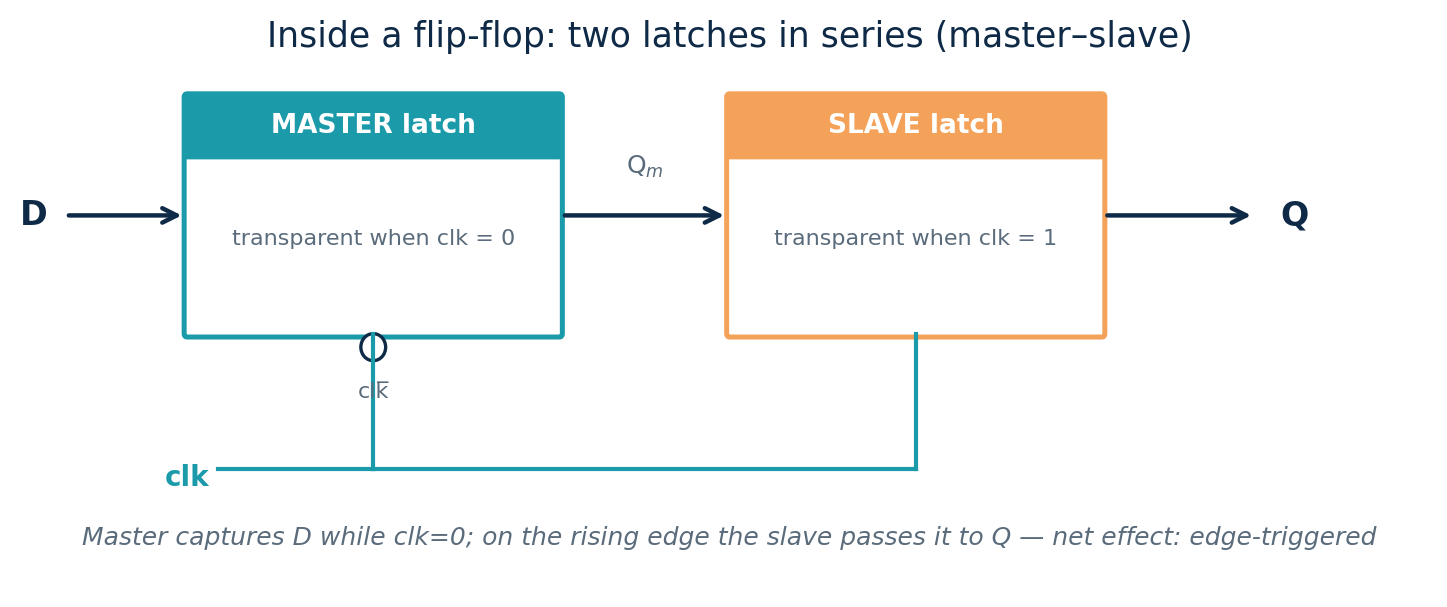 Inside a flip-flop: two latches in series (master–slave)
MASTER latch
SLAVE latch
Qₘ
D
Q
transparent when clk = 0
transparent when clk = 1
clk̅
clk
Master captures D while clk=0; on the rising edge the slave passes it to Q — net effect: edge-triggered